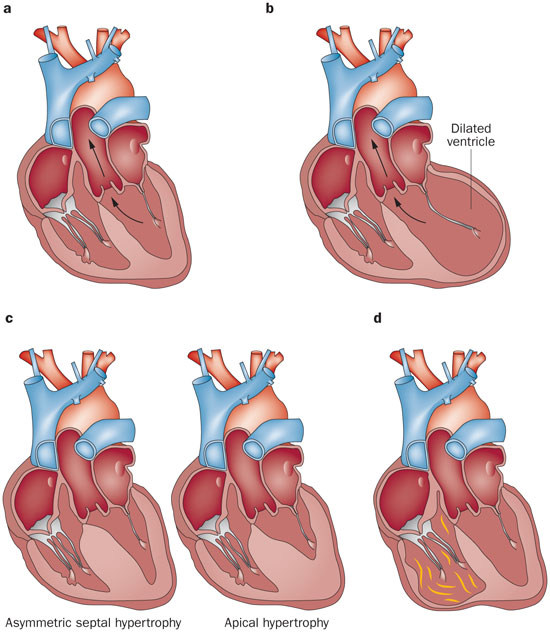 a
b
Dilated
ventricle
c
d
Asymmetric septal hypertrophy
Apical hypertrophy